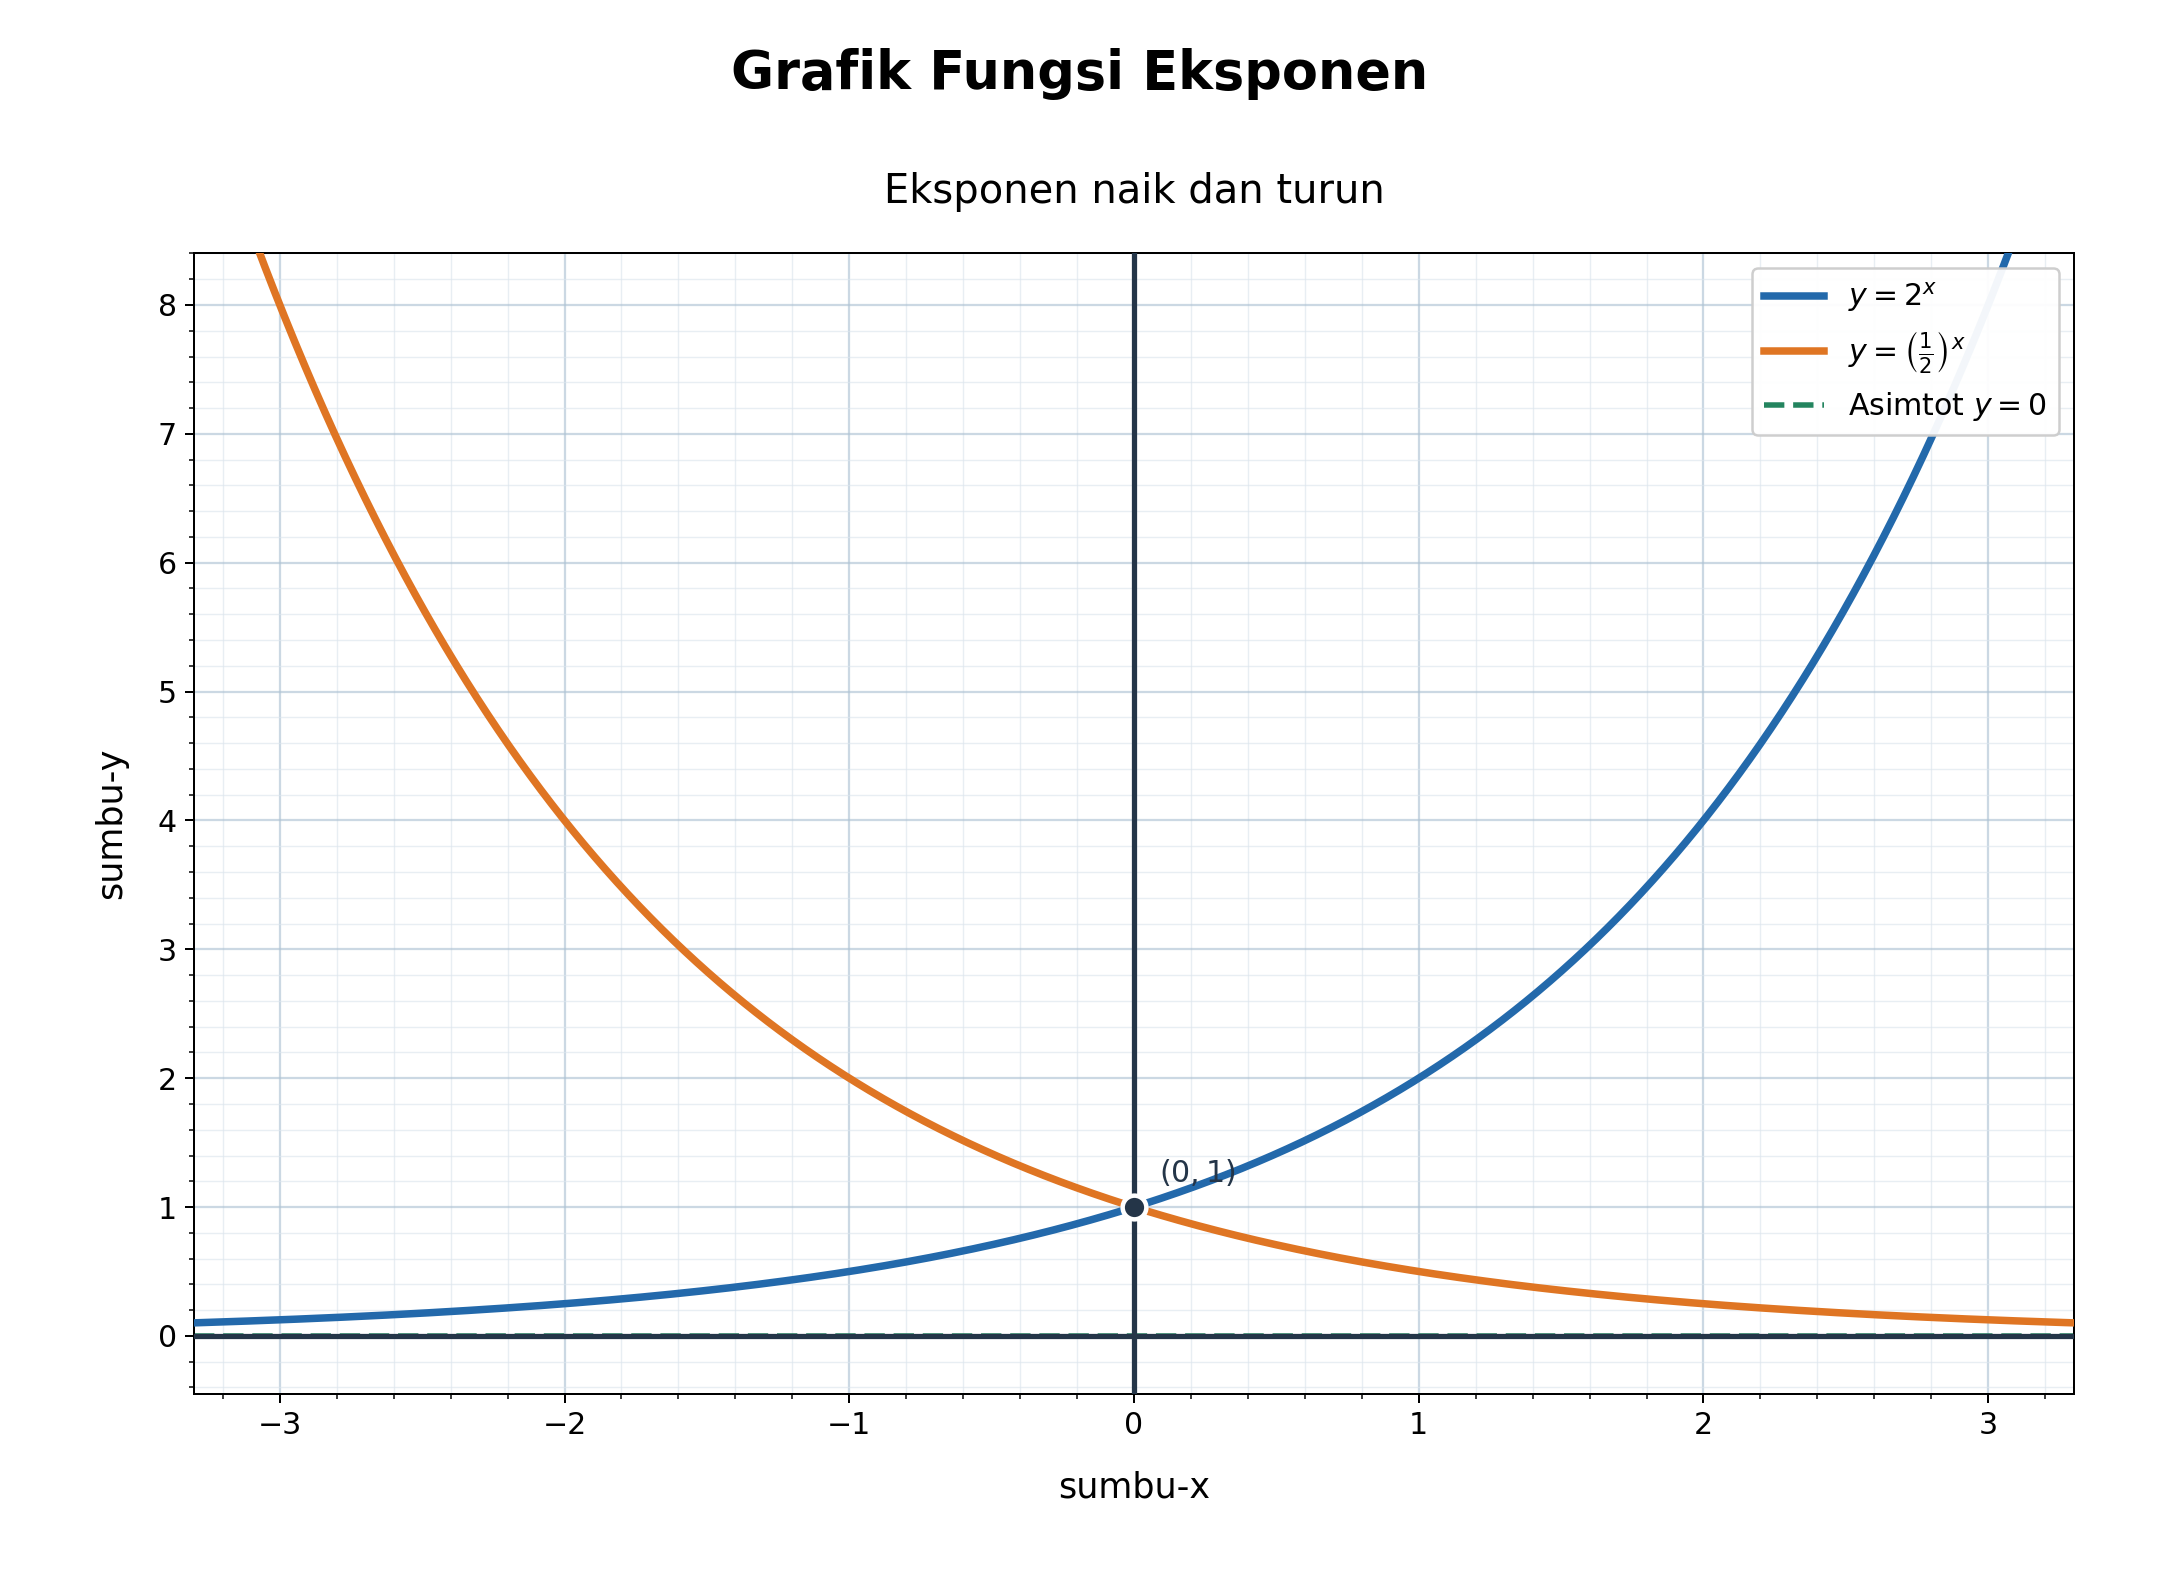 Grafik Fungsi Eksponen
Eksponen naik dan turun
y = 2^x
y = (1/2)^x
Asimtot y = 0
8
7
6
5
4
3
2
1
0
sumbu-y
(0, 1)
−3 −2 −1 0 1 2 3
sumbu-x